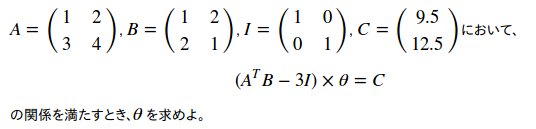 A = ( 1 2 3 4 ), B = ( 1 2 2 1 ), I = ( 1 0 0 1 ), C = ( 9.5 12.5 )において、
(A^T B − 3I) × θ = C
の関係を満たすとき、θ を求めよ。